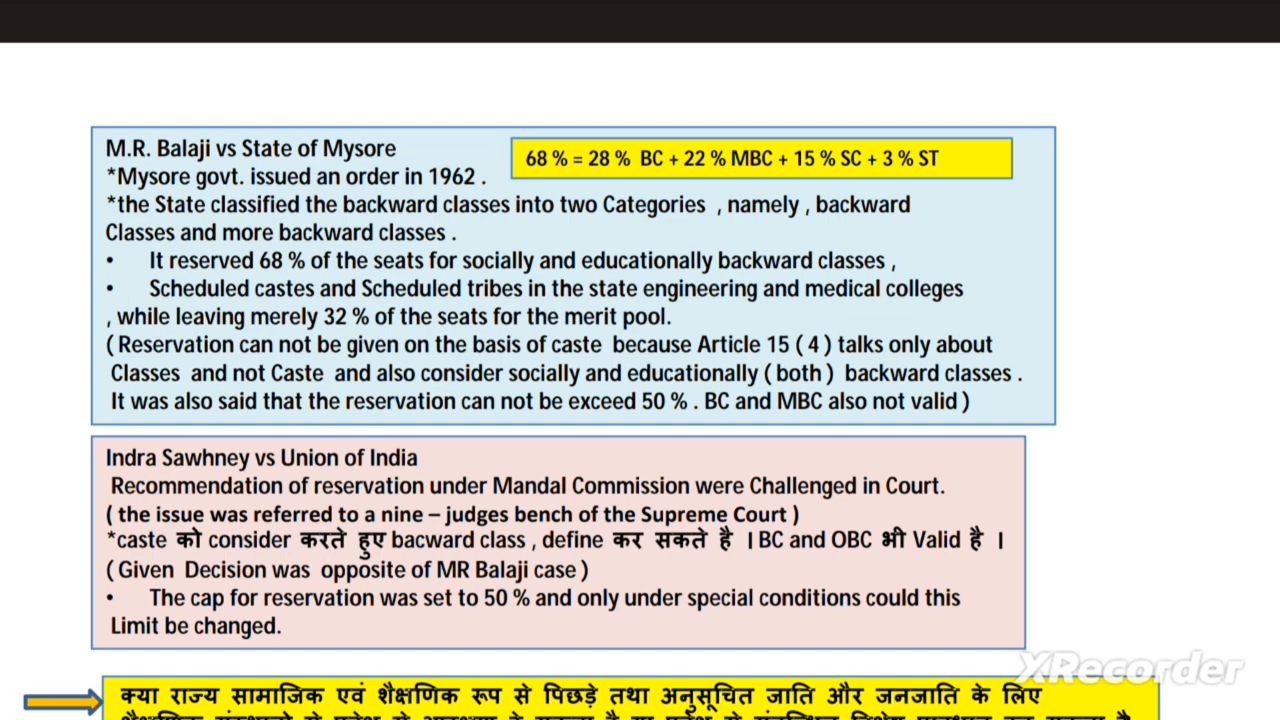 M.R. Balaji vs State of Mysore
68 % = 28 % BC + 22 % MBC + 15 % SC + 3 % ST
*Mysore govt. issued an order in 1962 .
*the State classified the backward classes into two Categories , namely , backward
Classes and more backward classes .
• It reserved 68 % of the seats for socially and educationally backward classes ,
• Scheduled castes and Scheduled tribes in the state engineering and medical colleges
, while leaving merely 32 % of the seats for the merit pool.
( Reservation can not be given on the basis of caste because Article 15 ( 4 ) talks only about
Classes and not Caste and also consider socially and educationally ( both ) backward classes .
It was also said that the reservation can not be exceed 50 % . BC and MBC also not valid )
Indra Sawhney vs Union of India
Recommendation of reservation under Mandal Commission were Challenged in Court.
( the issue was referred to a nine – judges bench of the Supreme Court )
*caste को consider करते हुए bacward class , define कर सकते है । BC and OBC भी Valid है ।
( Given Decision was opposite of MR Balaji case )
• The cap for reservation was set to 50 % and only under special conditions could this
Limit be changed.
XRecorder
क्या राज्य सामाजिक एवं शैक्षणिक रूप से पिछड़े तथा अनुसूचित जाति और जनजाति के लिए